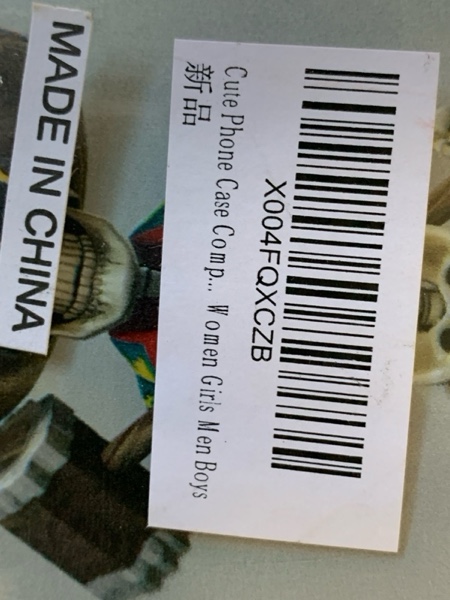 MADE IN CHINA
X004FQXCZB
Cute Phone Case Comp... Women Girls Men Boys
新品